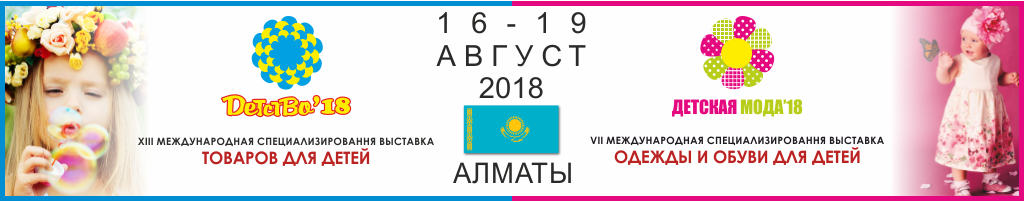 ДетстВо'18
XIII МЕЖДУНАРОДНАЯ СПЕЦИАЛИЗИРОВАННЯ ВЫСТАВКА
ТОВАРОВ ДЛЯ ДЕТЕЙ
16-19
АВГУСТ
2018
АЛМАТЫ
ДЕТСКАЯ МОДА'18
VII МЕЖДУНАРОДНАЯ СПЕЦИАЛИЗИРОВАННЯ ВЫСТАВКА
ОДЕЖДЫ И ОБУВИ ДЛЯ ДЕТЕЙ